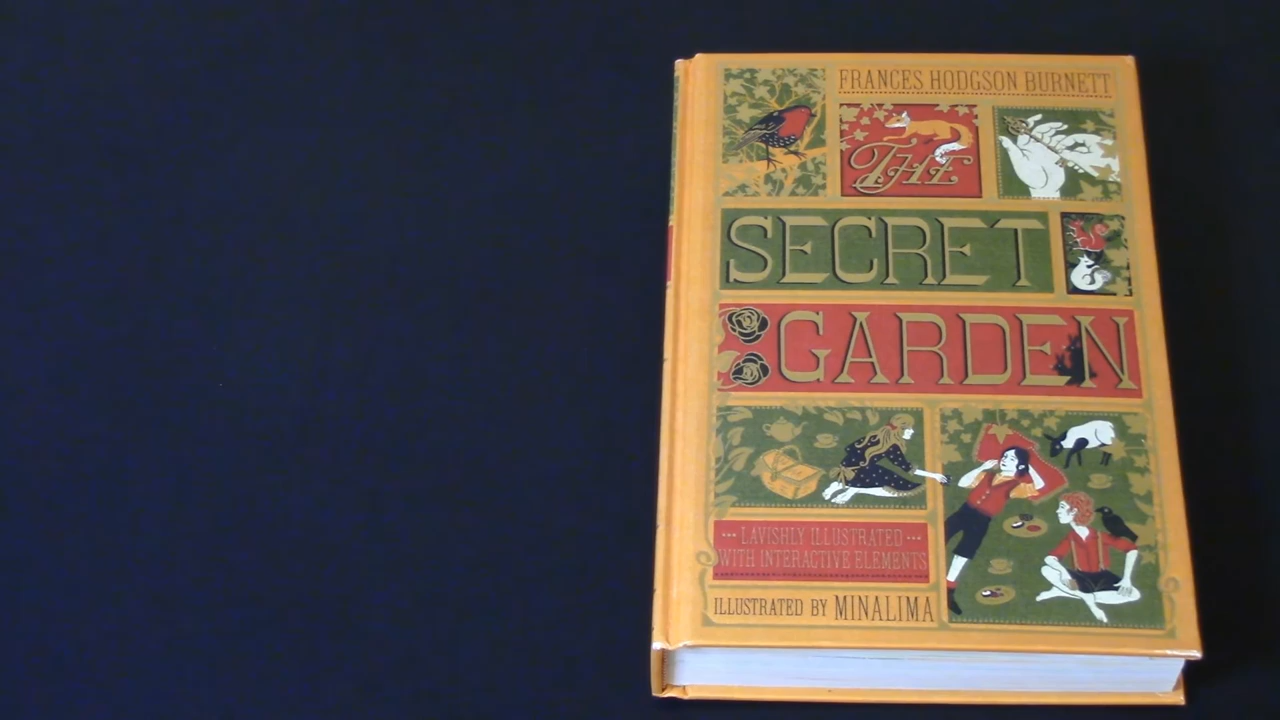 FRANCES HODGSON BURNETT
THE
SECRET
GARDEN
LAVISHLY ILLUSTRATED
WITH INTERACTIVE ELEMENTS
ILLUSTRATED BY MINALIMA